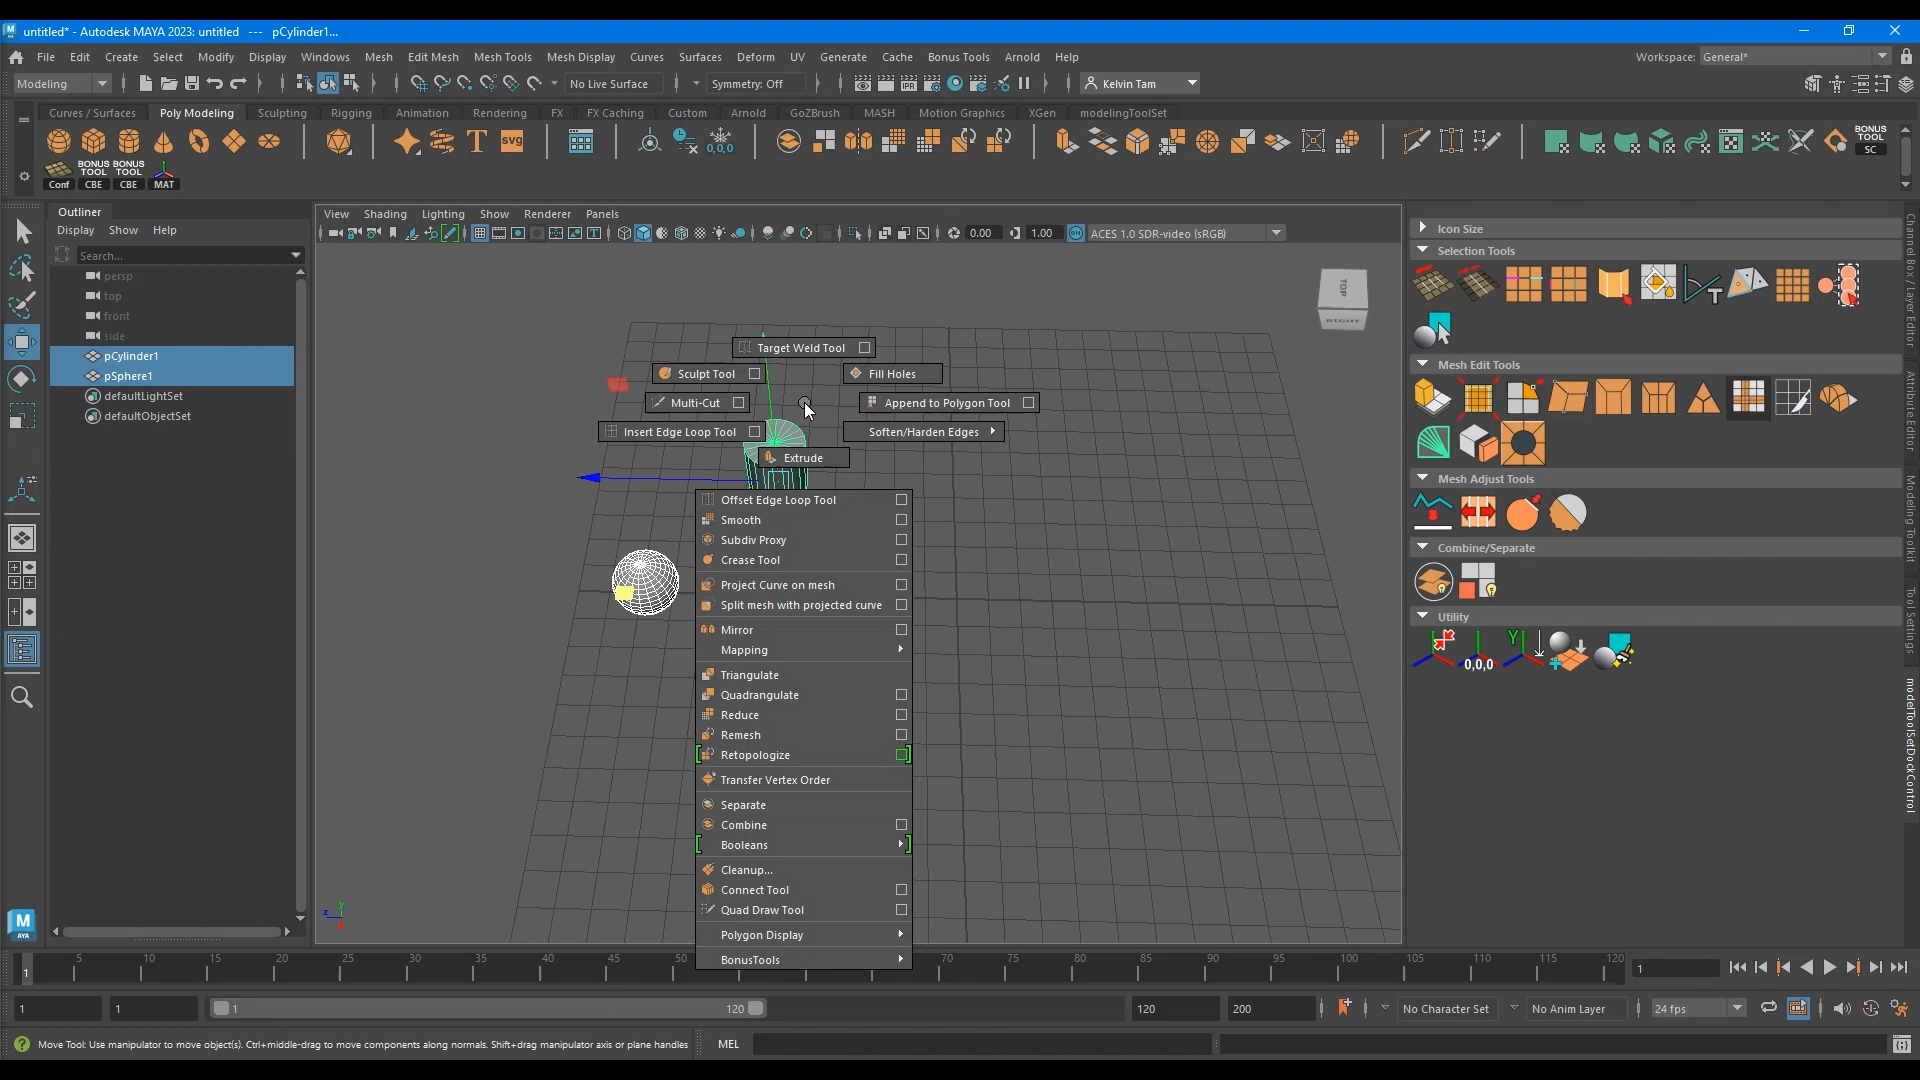 untitled* - Autodesk MAYA 2023: untitled --- pCylinder1...
File Edit Create Select Modify Display Windows Mesh Edit Mesh Mesh Tools Mesh Display Curves Surfaces Deform UV Generate Cache Bonus Tools Arnold Help
Workspace: General*
Modeling
No Live Surface
Symmetry: Off
IPR
Kelvin Tam
Curves / Surfaces Poly Modeling Sculpting Rigging Animation Rendering FX FX Caching Custom Arnold GoZBrush MASH Motion Graphics XGen modelingToolSet
SVG
0,0,0
BONUS TOOL
SC
BONUS TOOL
BONUS TOOL
Conf CBE CBE MAT
Outliner
Display Show Help
Search...
persp
top
front
side
pCylinder1
pSphere1
defaultLightSet
defaultObjectSet
View Shading Lighting Show Renderer Panels
0.00
1.00
ACES 1.0 SDR-video (sRGB)
TOP
RIGHT
Target Weld Tool
Sculpt Tool
Fill Holes
Multi-Cut
Append to Polygon Tool
Insert Edge Loop Tool
Soften/Harden Edges
Extrude
Offset Edge Loop Tool
Smooth
Subdiv Proxy
Crease Tool
Project Curve on mesh
Split mesh with projected curve
Mirror
Mapping
Triangulate
Quadrangulate
Reduce
Remesh
Retopologize
Transfer Vertex Order
Separate
Combine
Booleans
Cleanup...
Connect Tool
Quad Draw Tool
Polygon Display
BonusTools
z y
Icon Size
Selection Tools
Mesh Edit Tools
Mesh Adjust Tools
Combine/Separate
Utility
0,0,0
Y
Channel Box / Layer Editor
Attribute Editor
Modeling Toolkit
Tool Settings
modelToolSetDockControl
M
AYA
1
5 10 15 20 25 30 35 40 45 50 70 75 80 85 90 95 100 105 110 115 120
1
1
1
1
120
120
200
No Character Set
No Anim Layer
24 fps
Move Tool: Use manipulator to move object(s). Ctrl+middle-drag to move components along normals. Shift+drag manipulator axis or plane handles
MEL